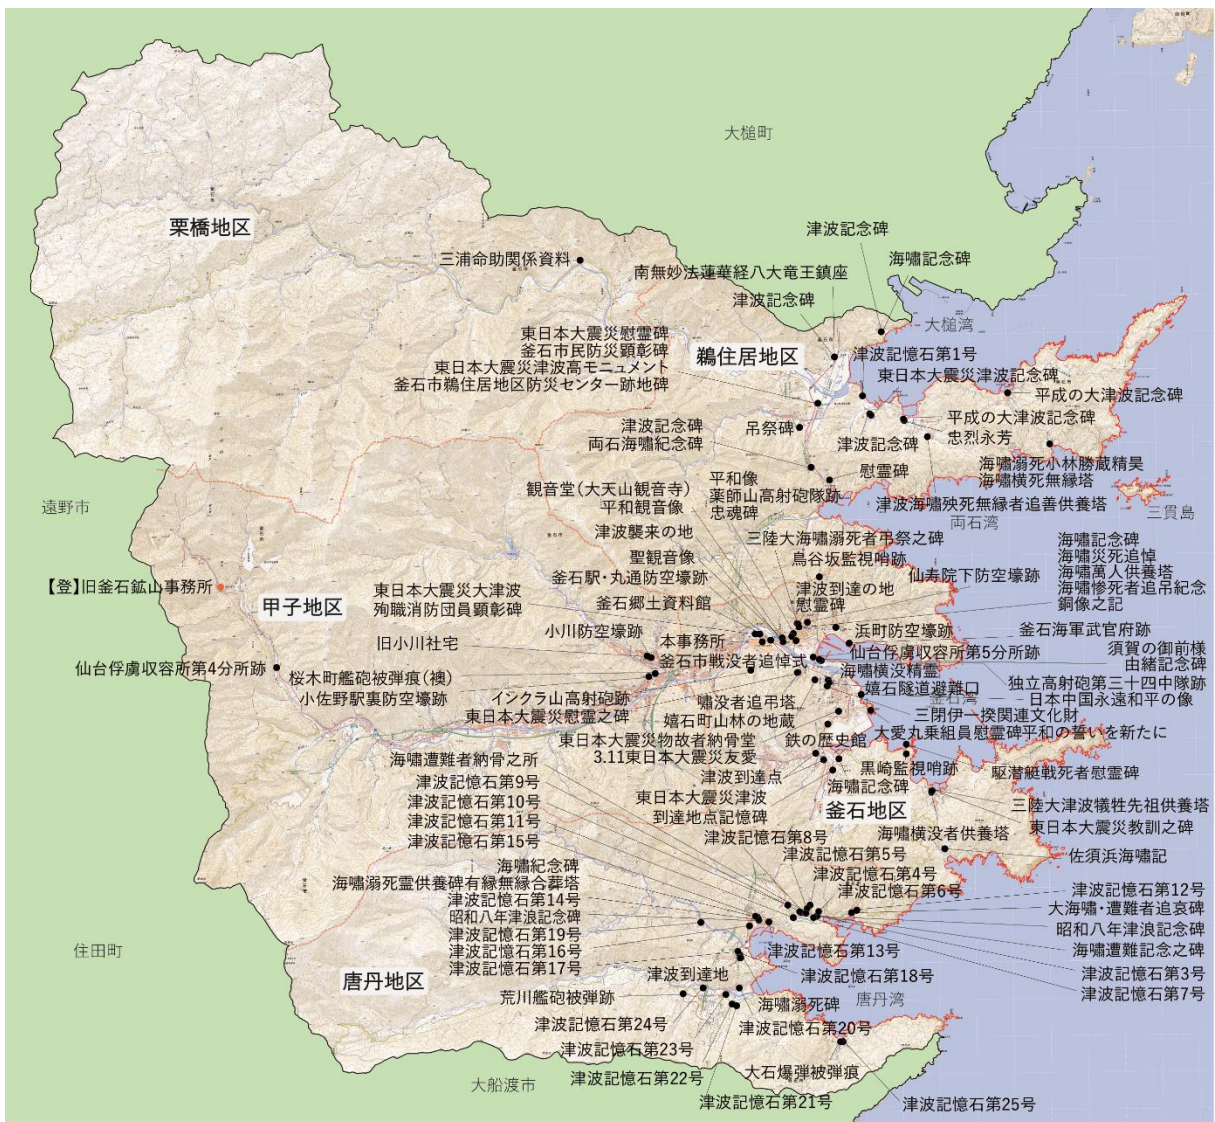 大槌町
栗橋地区
津波記念碑
海嘯記念碑
三浦命助関係資料
南無妙法蓮華経八大竜王鎮座
津波記念碑
大槌湾
東日本大震災慰霊碑
釜石市民防災顕彰碑
東日本大震災津波高モニュメント
釜石市鵜住居地区防災センター跡地碑
鵜住居地区
津波記憶石第1号
東日本大震災津波記念碑
平成の大津波記念碑
平成の大津波記念碑
忠烈永芳
津波記念碑
両石海嘯紀念碑
吊祭碑
津波記念碑
慰霊碑
海嘯溺死小林勝蔵精昊
海嘯横死無縁塔
津波海嘯殃死無縁者追善供養塔
両石湾
三貫島
遠野市
観音堂(大天山観音寺)
平和観音像
平和像
薬師山高射砲隊跡
忠魂碑
津波襲来の地
聖観音像
釜石駅・丸通防空壕跡
釜石郷土資料館
三陸大海嘯溺死者弔祭之碑
鳥谷坂監視哨跡
仙寿院下防空壕跡
海嘯記念碑
海嘯災死追悼
海嘯萬人供養塔
海嘯惨死者追吊紀念
銅像之記
津波到達の地
慰霊碑
【登】旧釜石鉱山事務所
甲子地区
東日本大震災大津波
殉職消防団員顕彰碑
小川防空壕跡
本事務所
浜町防空壕跡
釜石海軍武官府跡
須賀の御前様
由緒記念碑
旧小川社宅
釜石市戦没者追悼式
仙台俘虜収容所第5分所跡
仙台俘虜収容所第4分所跡
桜木町艦砲被弾痕(襖)
小佐野駅裏防空壕跡
インクラ山高射砲跡
東日本大震災慰霊之碑
海嘯横没精霊
嬉石隧道避難口
独立高射砲第三十四中隊跡
日本中国永遠和平の像
釜石湾
嘯没者追弔塔
嬉石町山林の地蔵
三閉伊一揆関連文化財
大愛丸乗組員慰霊碑平和の誓いを新たに
東日本大震災物故者納骨堂
3.11東日本大震災友愛
鉄の歴史館
津波到達点
黒崎監視哨跡
駆潜艇戦死者慰霊碑
海嘯記念碑
東日本大震災津波
到達地点記憶碑
釜石地区
三陸大津波犠牲先祖供養塔
東日本大震災教訓之碑
海嘯横没者供養塔
佐須浜海嘯記
海嘯遭難者納骨之所
津波記憶石第9号
津波記憶石第10号
津波記憶石第11号
津波記憶石第15号
津波記憶石第8号
津波記憶石第5号
津波記憶石第4号
津波記憶石第6号
海嘯紀念碑
海嘯溺死霊供養碑有縁無縁合葬塔
津波記憶石第14号
昭和八年津浪記念碑
津波記憶石第19号
津波記憶石第16号
津波記憶石第17号
津波記憶石第12号
大海嘯・遭難者追哀碑
昭和八年津浪記念碑
海嘯遭難記念之碑
津波記憶石第3号
津波記憶石第7号
津波記憶石第13号
津波記憶石第18号
住田町
唐丹地区
津波到達地
荒川艦砲被弾跡
海嘯溺死碑
唐丹湾
津波記憶石第24号
津波記憶石第20号
津波記憶石第23号
津波記憶石第22号
大石爆弾被弾痕
大船渡市
津波記憶石第21号
津波記憶石第25号